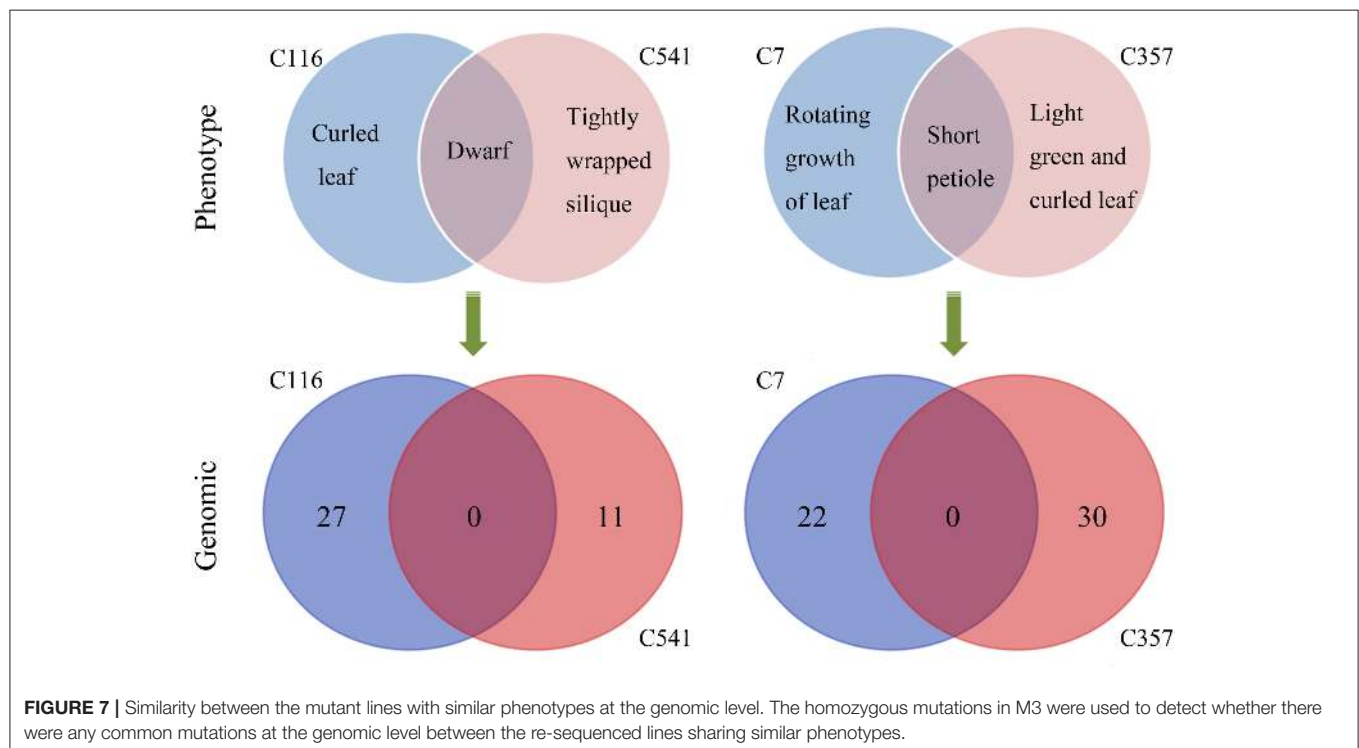 C116
C541
C7
C357
Phenotype
Curled
leaf
Dwarf
Tightly
wrapped
silique
Rotating
growth
of leaf
Short
petiole
Light
green and
curled leaf
C116
C7
Genomic
27
0
11
22
0
30
C541
C357
FIGURE 7 | Similarity between the mutant lines with similar phenotypes at the genomic level. The homozygous mutations in M3 were used to detect whether there
were any common mutations at the genomic level between the re-sequenced lines sharing similar phenotypes.